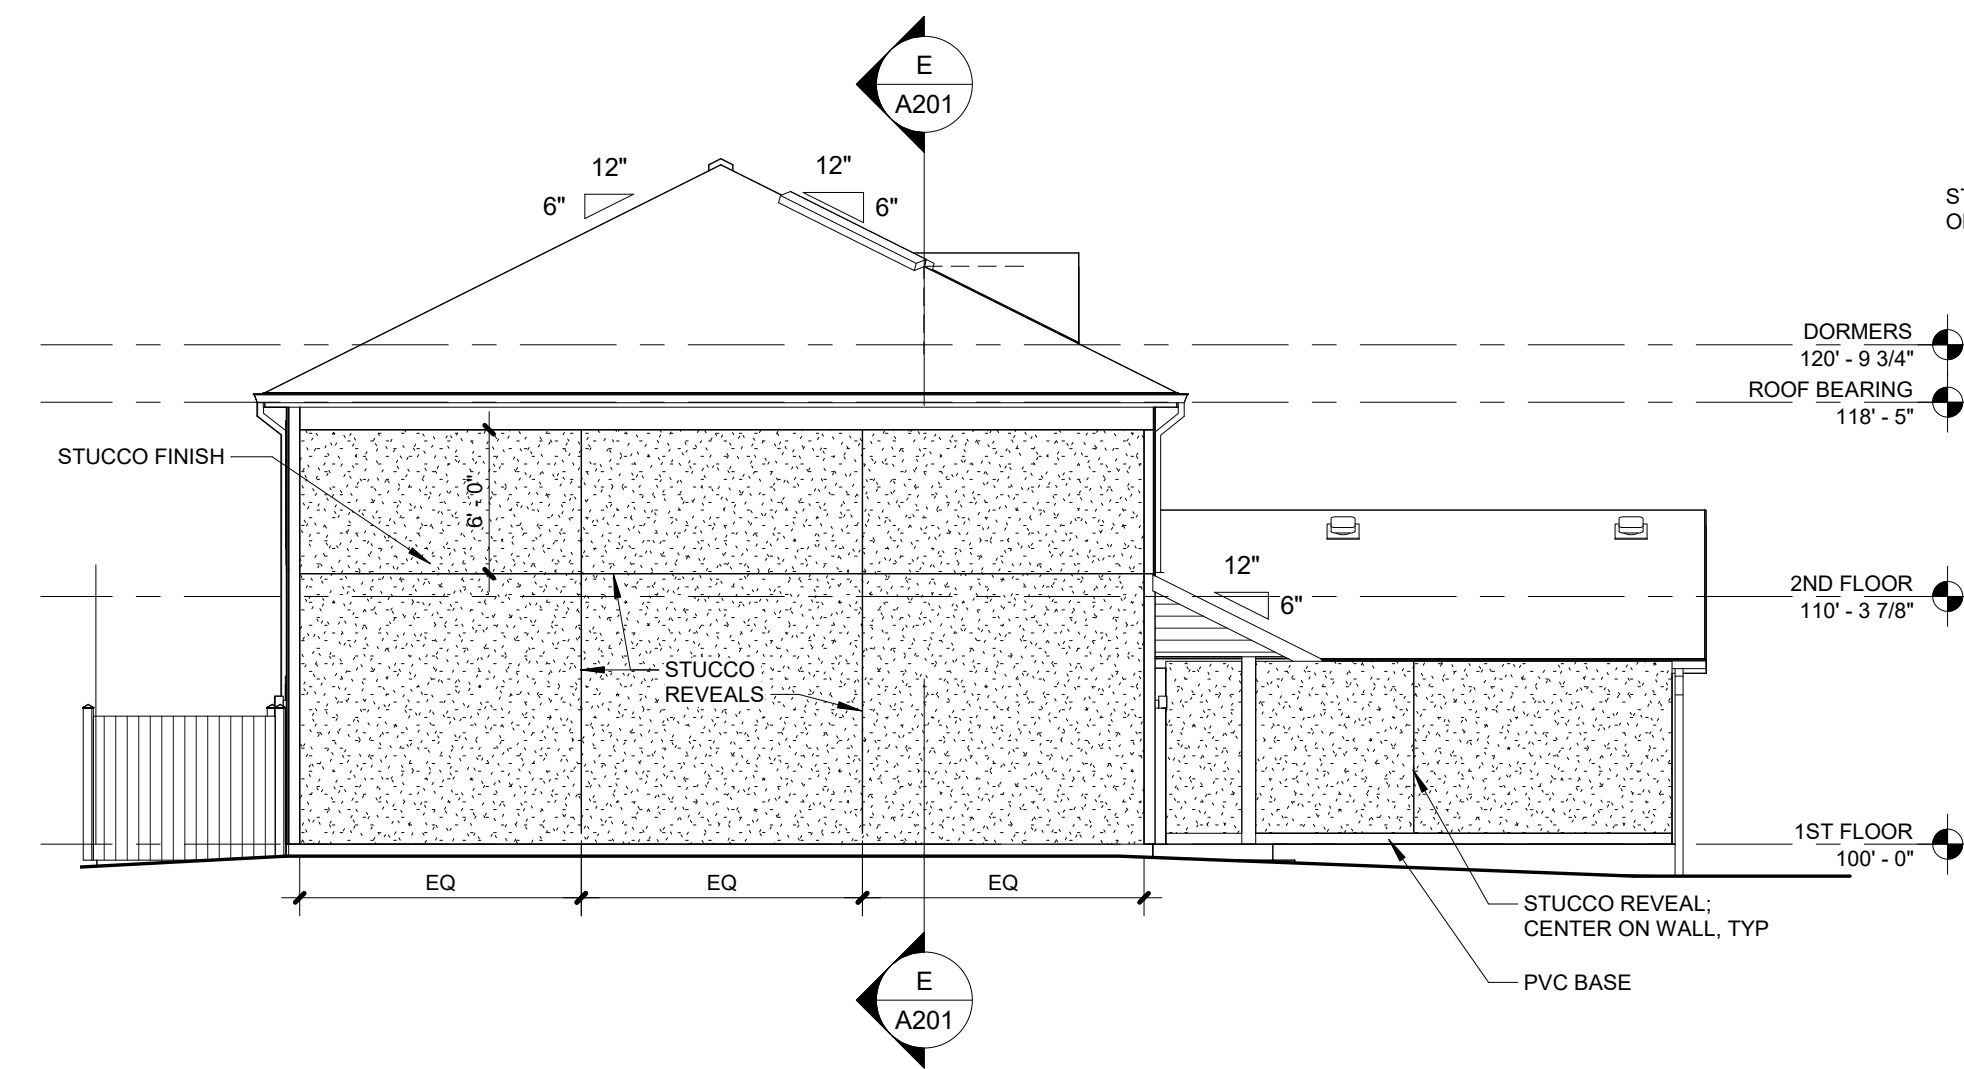 E
A201
12"
6"
12"
6"
ST
DORMERS
120' - 9 3/4"
ROOF BEARING
118' - 5"
STUCCO FINISH
6' - 0"
12"
6"
2ND FLOOR
110' - 3 7/8"
STUCCO
REVEALS
1ST FLOOR
100' - 0"
EQ
EQ
EQ
STUCCO REVEAL;
CENTER ON WALL, TYP
PVC BASE
E
A201